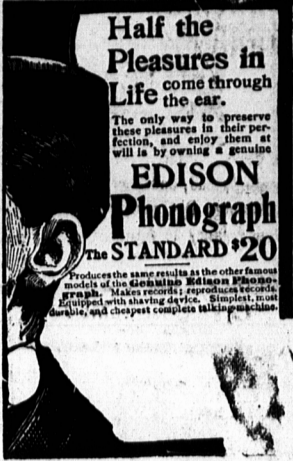 Half the
Pleasures in
Life come through
the ear.
The only way to preserve
these pleasures in their per-
fection, and enjoy them at
will is by owning a genuine
EDISON
Phonograph
The STANDARD $20
Produces the same results as the other famous
models of the Genuine Edison Phono-
graph. Makes records; reproduces records.
Equipped with shaving device. Simplest, most
durable, and cheapest complete talking-machine.